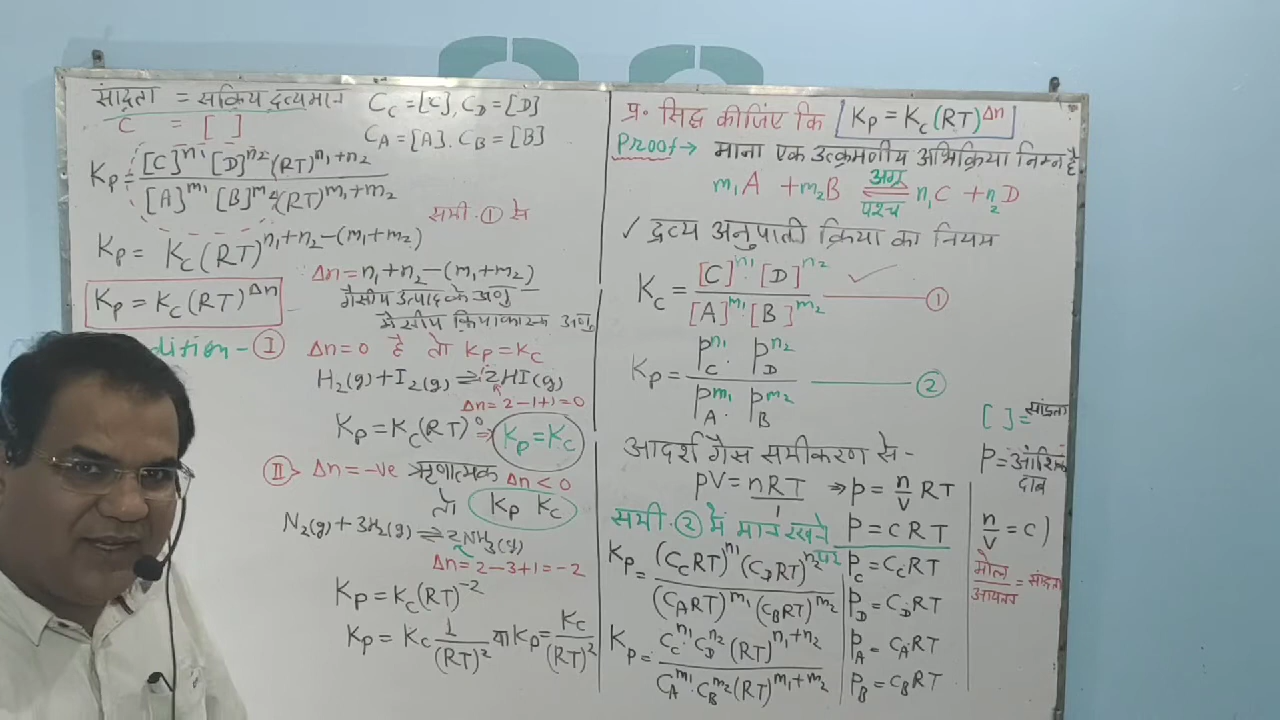 प्र. सिद्ध कीजिए कि Kp = Kc(RT)^Δn
Proof→ माना एक उत्क्रमणीय अभिक्रिया निम्न है
m₁A + m₂B ⇌ n₁C + n₂D
अग्र
पश्च
✓ द्रव्य अनुपाती क्रिया का नियम
Kc = [C]^n₁ [D]^n₂ / [A]^m₁ [B]^m₂ —— ①
Kp = p_C^n₁ . p_D^n₂ / p_A^m₁ . p_B^m₂ —— ②
[ ] = सांद्रता
p = आंशिक दाब
आदर्श गैस समीकरण से -
pV = nRT ⇒ p = n/V RT
n/V = c
समी. ② में मान रखने पर
p = cRT
मोल/आयतन = सांद्रता
Kp = (C_C RT)^n₁ (C_D RT)^n₂ / (C_A RT)^m₁ (C_B RT)^m₂
p_C = C_C RT
p_D = C_D RT
Kp = C_C^n₁ . C_D^n₂ (RT)^n₁+n₂ / C_A^m₁ . C_B^m₂ (RT)^m₁+m₂
p_A = C_A RT
p_B = C_B RT
सांद्रता = सक्रिय द्रव्यमान
C = [ ]
C_C = [C], C_D = [D]
C_A = [A], C_B = [B]
Kp = [C]^n₁ [D]^n₂ (RT)^n₁+n₂ / [A]^m₁ [B]^m₂ (RT)^m₁+m₂
समी. ① से
Kp = Kc(RT)^n₁+n₂-(m₁+m₂)
Δn = n₁+n₂-(m₁+m₂)
Kp = Kc(RT)^Δn
गैसीय उत्पाद के अणु -
गैसीय क्रियाकारक अणु
dition - Ⅰ Δn = 0 है तो Kp = Kc
H₂(g) + I₂(g) ⇌ 2HI(g)
Δn = 2-1+1 = 0
Kp = Kc(RT)⁰ ⇒ Kp = Kc
Ⅱ Δn = -ve ऋणात्मक Δn < 0
तो Kp Kc
N₂(g) + 3H₂(g) ⇌ 2NH₃(g)
Δn = 2-3+1 = -2
Kp = Kc(RT)^-2
Kp = Kc 1/(RT)² या Kp = Kc/(RT)²